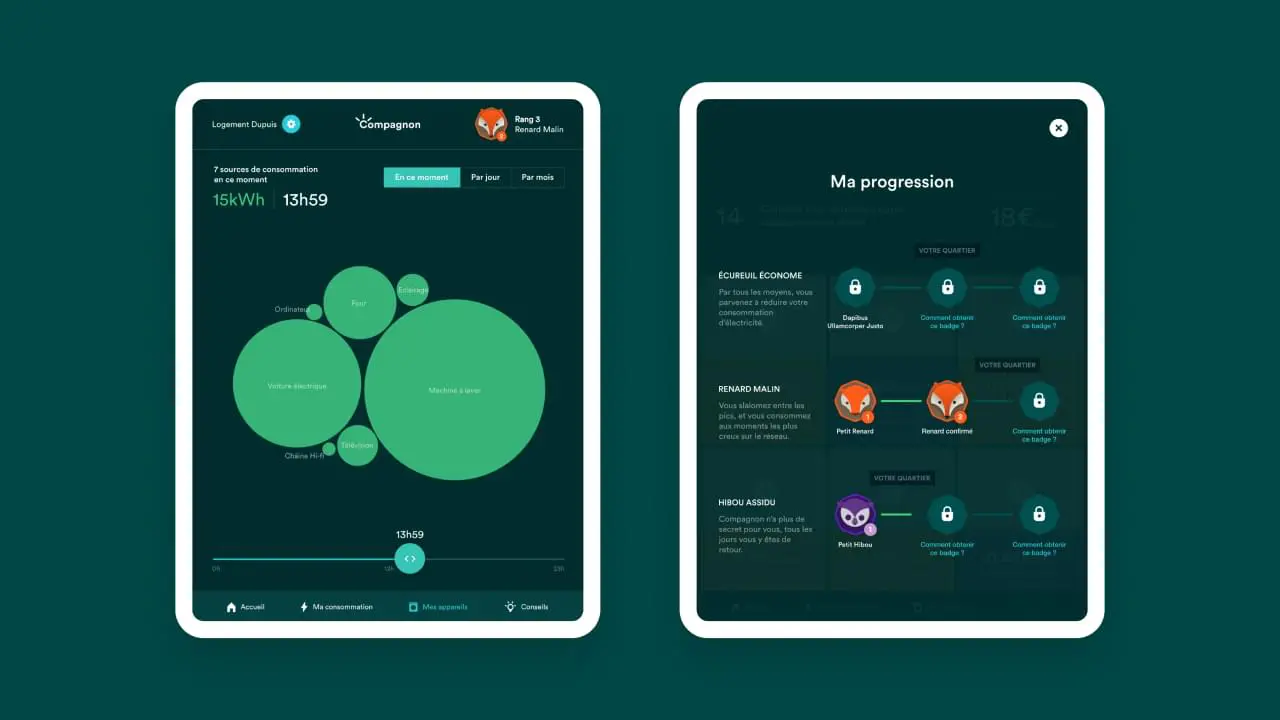 Logement Dupuis
Compagnon
Rang 3
Renard Malin
2
7 sources de consommation
en ce moment
15kWh
13h59
En ce moment
Par jour
Par mois
Eclairage
Four
Ordinateur
Voiture électrique
Machine à laver
Télévision
Chaîne Hi-fi
13h59
0h
12h
23h
Accueil
Ma consommation
Mes appareils
Conseils
Ma progression
14
18€
VOTRE QUARTIER
ÉCUREUIL ÉCONOME
Par tous les moyens, vous
parvenez à réduire votre
consommation
d'électricité.
Dapibus
Ullamcorper Justo
Comment obtenir
ce badge ?
Comment obtenir
ce badge ?
VOTRE QUARTIER
RENARD MALIN
Vous slalomez entre les
pics, et vous consommez
aux moments les plus
creux sur le réseau.
1
Petit Renard
2
Renard confirmé
Comment obtenir
ce badge ?
VOTRE QUARTIER
HIBOU ASSIDU
Compagnon n'a plus de
secret pour vous, tous les
jours vous y êtes de
retour.
1
Petit Hibou
Comment obtenir
ce badge ?
Comment obtenir
ce badge ?